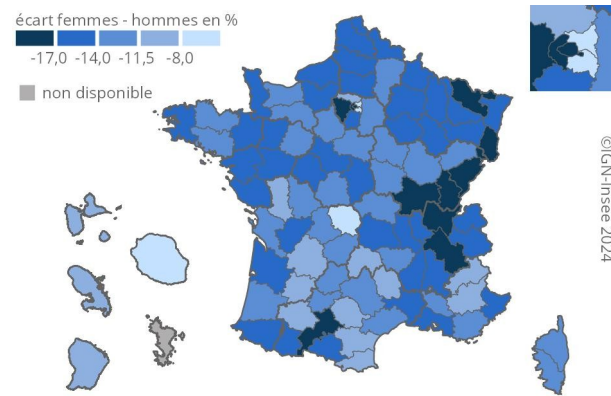 écart femmes - hommes en %
-17,0 -14,0 -11,5 -8,0
non disponible
©IGN-Insee 2024